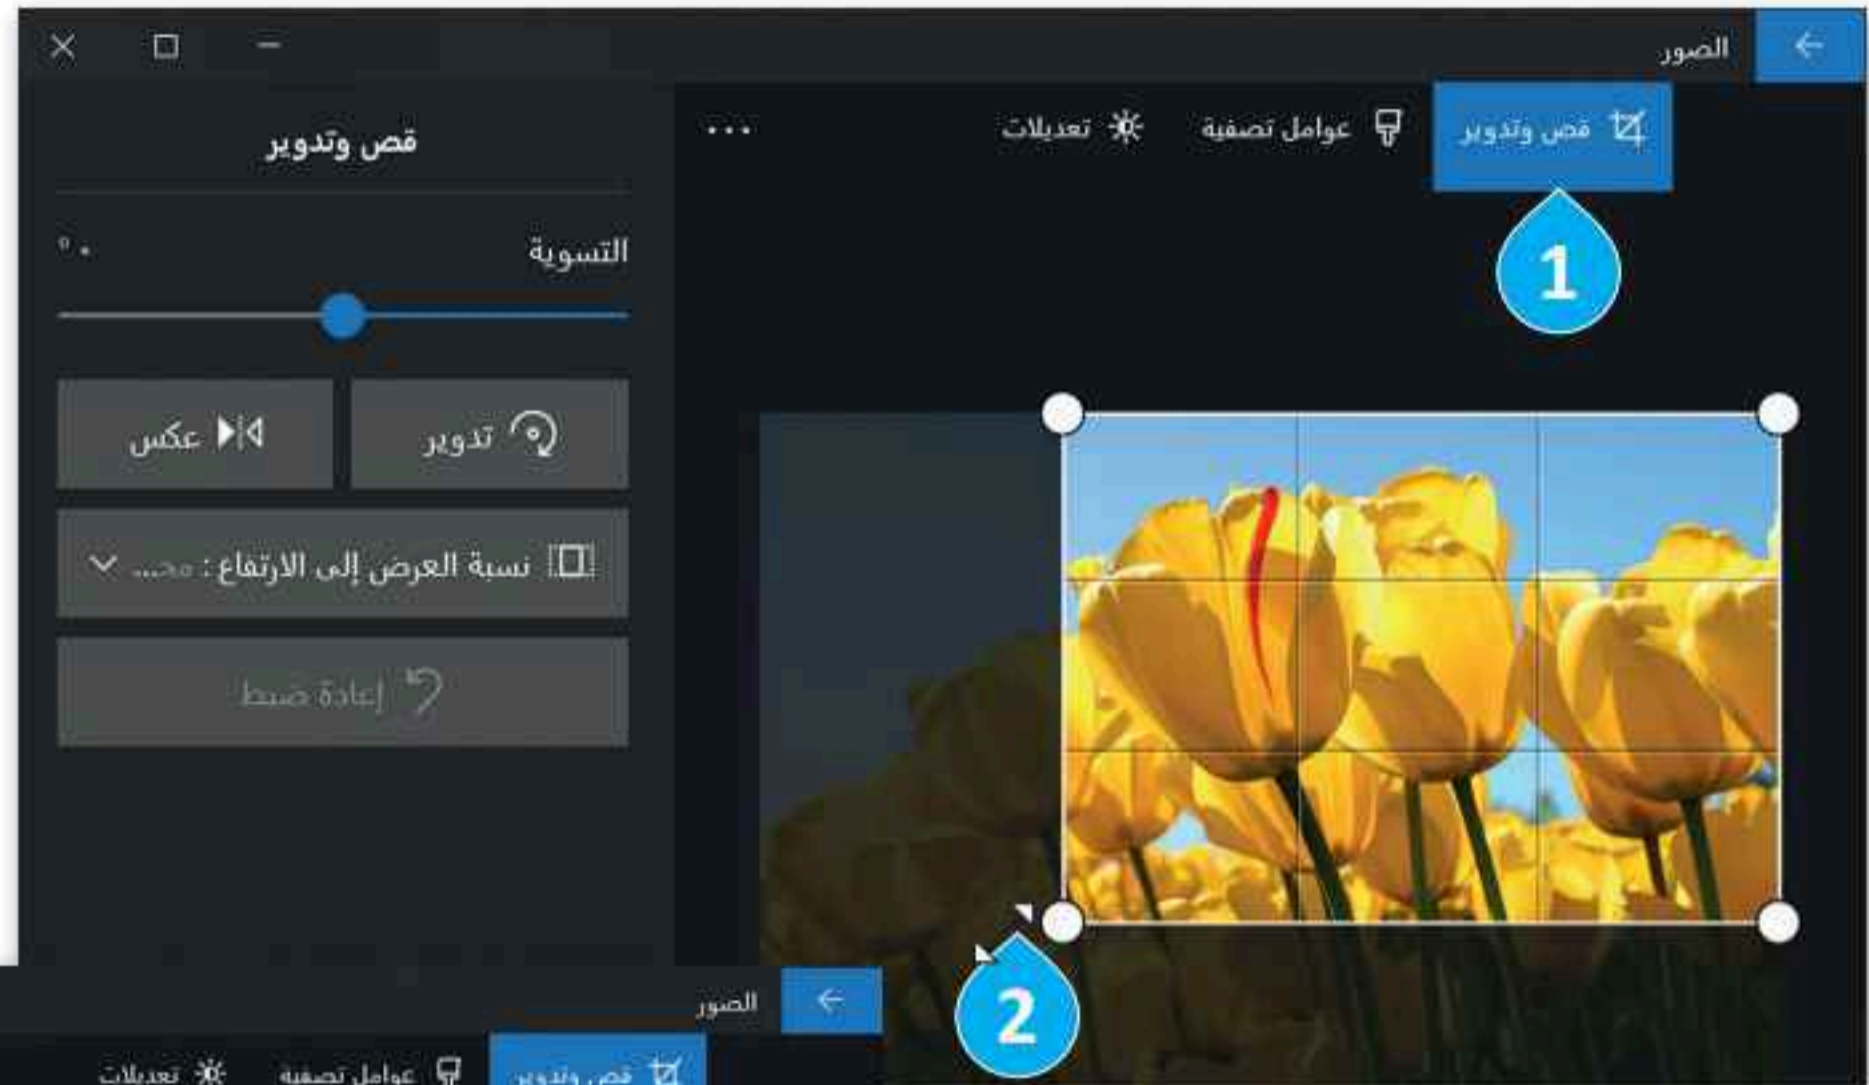 الصور
قص وتدوير
عوامل تصفية
تعديلات
...
1
قص وتدوير
التسوية
٠°
تدوير
عكس
نسبة العرض إلى الارتفاع: مخ...
إعادة ضبط
2
الصور
قص وتدوير
عوامل تصفية
تعديلات